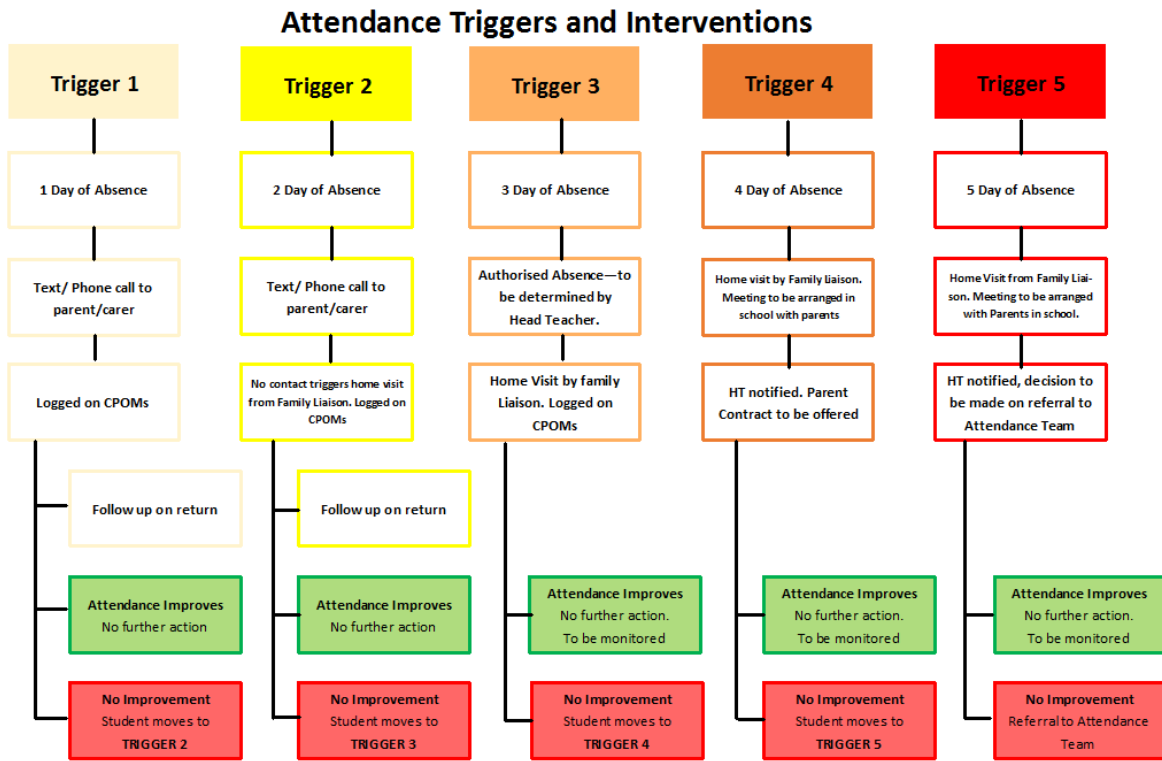 Attendance Triggers and Interventions
Trigger 1
1 Day of Absence
Text/ Phone call to
parent/carer
Logged on CPOMs
Follow up on return
Attendance Improves
No further action
No Improvement
Student moves to
TRIGGER 2
Trigger 2
2 Day of Absence
Text/ Phone call to
parent/carer
No contact triggers home visit
from Family Liaison. Logged on
CPOMs
Follow up on return
Attendance Improves
No further action
No Improvement
Student moves to
TRIGGER 3
Trigger 3
3 Day of Absence
Authorised Absence—to
be determined by
Head Teacher.
Home Visit by family
Liaison. Logged on
CPOMs
Attendance Improves
No further action.
To be monitored
No Improvement
Student moves to
TRIGGER 4
Trigger 4
4 Day of Absence
Home visit by Family liaison.
Meeting to be arranged in
school with parents
HT notified. Parent
Contract to be offered
Attendance Improves
No further action.
To be monitored
No Improvement
Student moves to
TRIGGER 5
Trigger 5
5 Day of Absence
Home Visit from Family Liai-
son. Meeting to be arranged
with Parents in school.
HT notified, decision to
be made on referral to
Attendance Team
Attendance Improves
No further action.
To be monitored
No Improvement
Referral to Attendance
Team